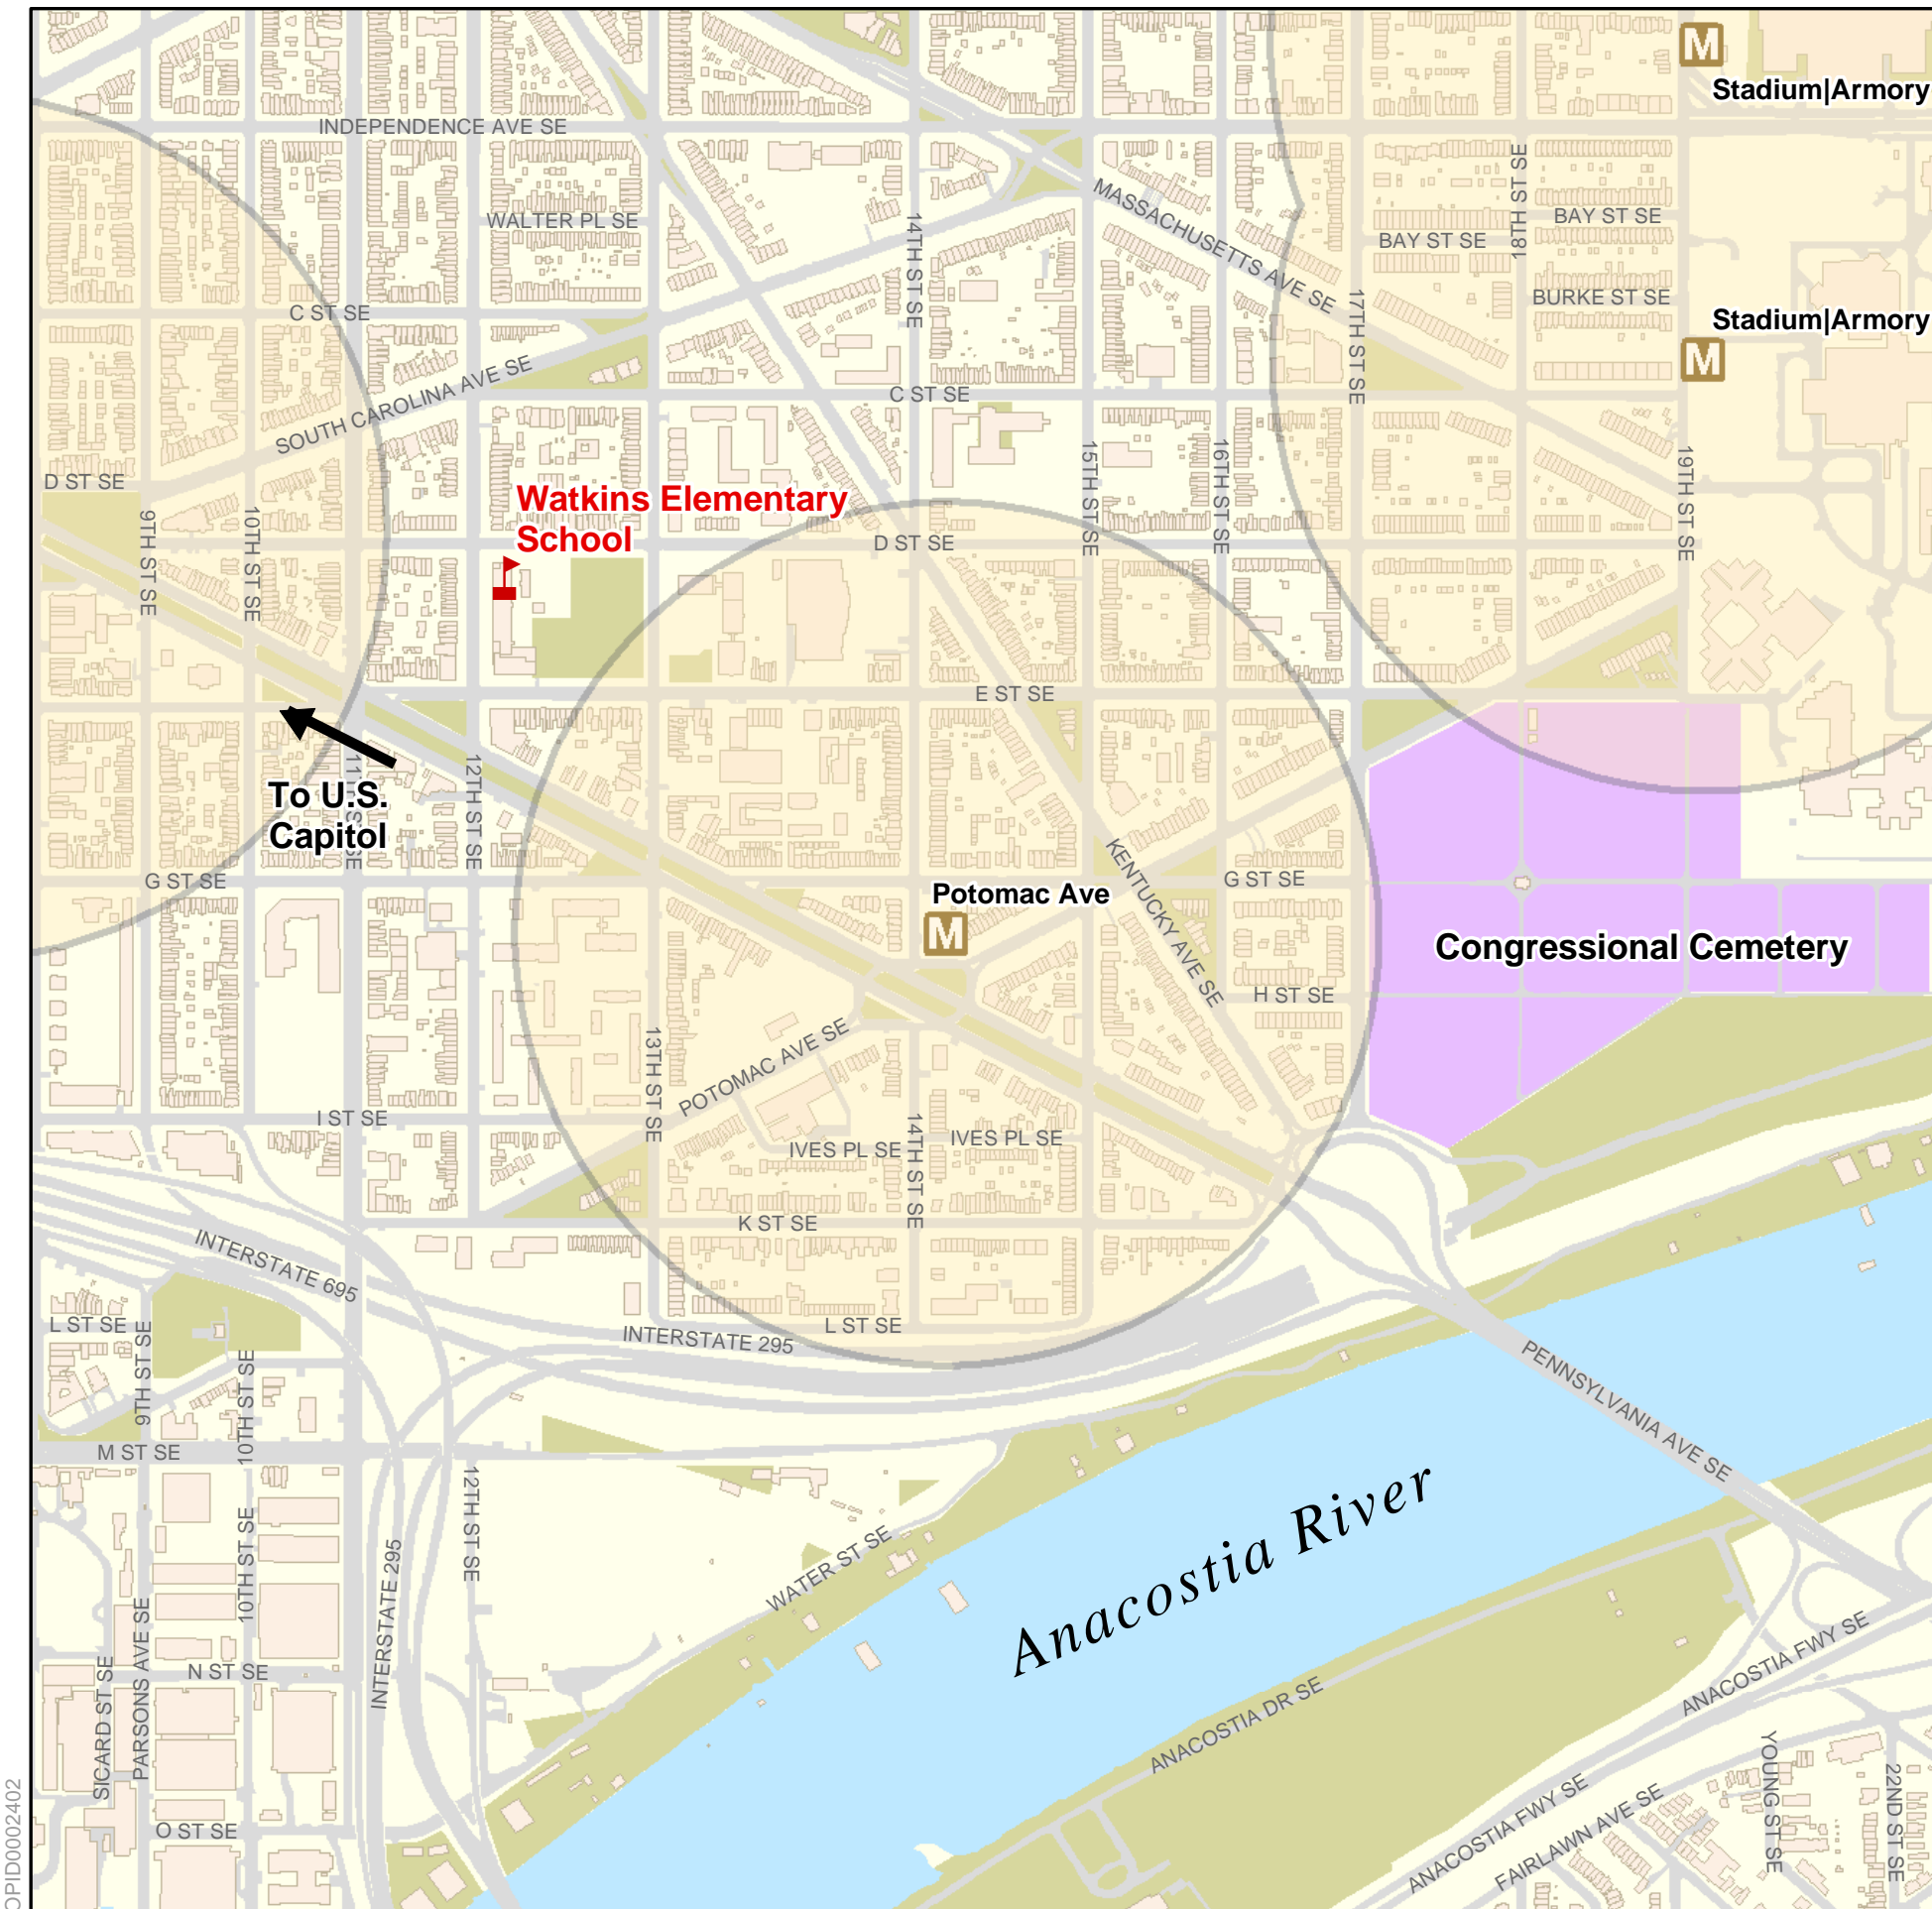 M
Stadium|Armory
INDEPENDENCE AVE SE
WALTER PL SE
14TH ST SE
MASSACHUSETTS AVE SE
18TH ST SE
BAY ST SE
BAY ST SE
BURKE ST SE
C ST SE
17TH ST SE
Stadium|Armory
M
SOUTH CAROLINA AVE SE
C ST SE
D ST SE
9TH ST SE
10TH ST SE
Watkins Elementary
School
15TH ST SE
16TH ST SE
19TH ST SE
D ST SE
E ST SE
To U.S.
Capitol
11TH ST SE
12TH ST SE
G ST SE
Potomac Ave
M
KENTUCKY AVE SE
G ST SE
Congressional Cemetery
H ST SE
13TH ST SE
POTOMAC AVE SE
I ST SE
IVES PL SE
14TH ST SE
IVES PL SE
K ST SE
INTERSTATE 695
L ST SE
9TH ST SE
10TH ST SE
INTERSTATE 295
L ST SE
PENNSYLVANIA AVE SE
M ST SE
12TH ST SE
10TH ST SE
INTERSTATE 295
WATER ST SE
Anacostia River
SICARD ST SE
PARSONS AVE SE
N ST SE
ANACOSTIA DR SE
ANACOSTIA FWY SE
YOUNG ST SE
22ND ST SE
ANACOSTIA FWY SE
FAIRLAWN AVE SE
O ST SE
OPID0002402